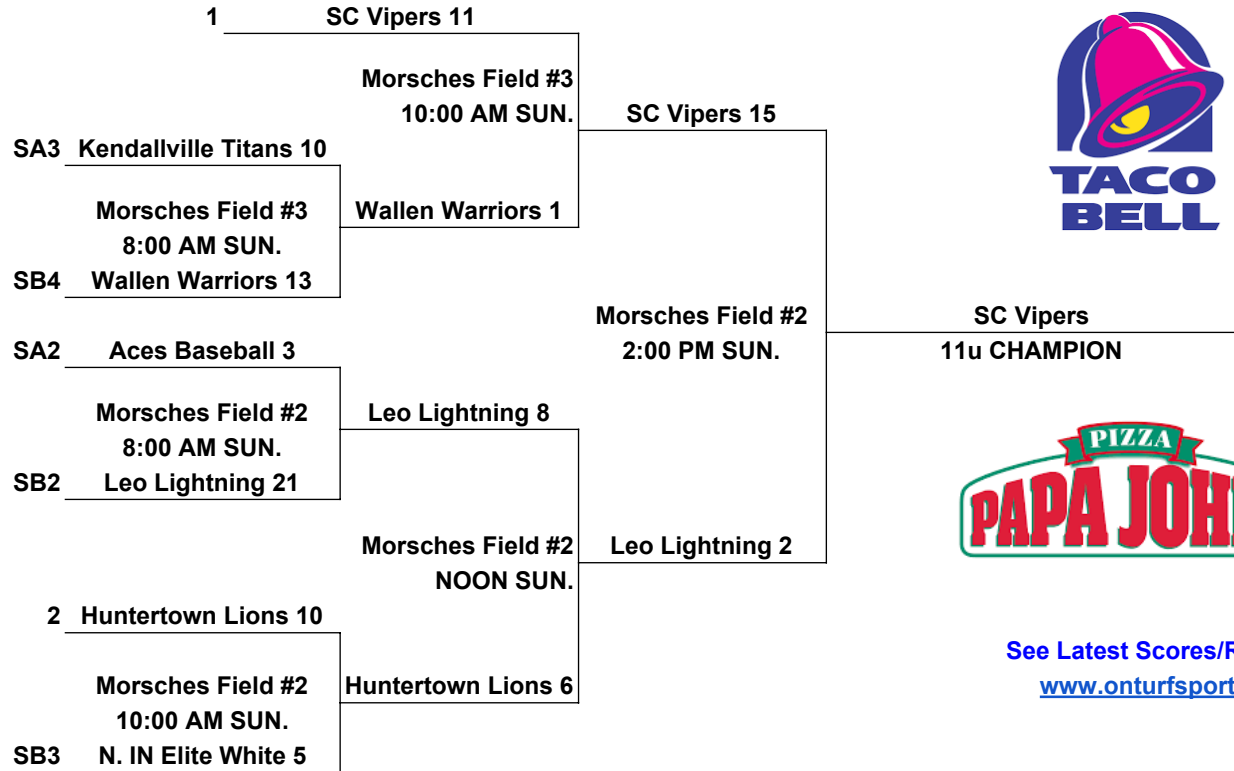 1 SC Vipers 11
Morsches Field #3
10:00 AM SUN.
SC Vipers 15
SA3 Kendallville Titans 10
Morsches Field #3
8:00 AM SUN.
Wallen Warriors 1
SB4 Wallen Warriors 13
Morsches Field #2
2:00 PM SUN.
SC Vipers
11u CHAMPION
SA2 Aces Baseball 3
Morsches Field #2
8:00 AM SUN.
Leo Lightning 8
SB2 Leo Lightning 21
Morsches Field #2
NOON SUN.
Leo Lightning 2
2 Huntertown Lions 10
Morsches Field #2
10:00 AM SUN.
Huntertown Lions 6
SB3 N. IN Elite White 5
TACO
BELL
PIZZA
PAPA JOH
See Latest Scores/R
www.onturfsport